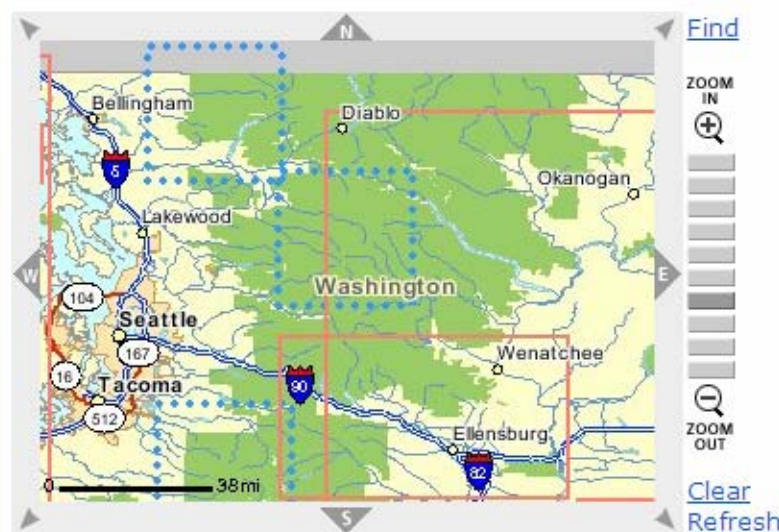 N
Find
ZOOM
IN
Bellingham
Diablo
5
Okanogan
Lakewood
W
E
Washington
104
Seattle
167
Wenatchee
16
90
Tacoma
512
ZOOM
OUT
Ellensburg
82
0
38mi
Clear
S
Refresh